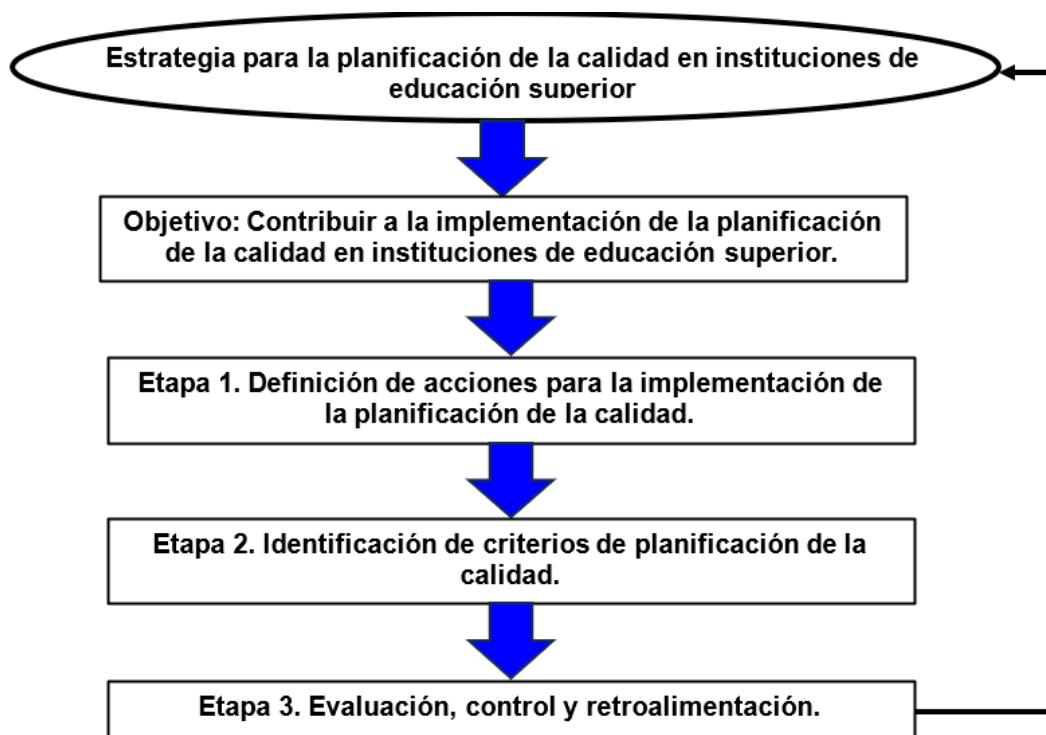 Estrategia para la planificación de la calidad en instituciones de
educación superior
Objetivo: Contribuir a la implementación de la planificación
de la calidad en instituciones de educación superior.
Etapa 1. Definición de acciones para la implementación de
la planificación de la calidad.
Etapa 2. Identificación de criterios de planificación de la
calidad.
Etapa 3. Evaluación, control y retroalimentación.